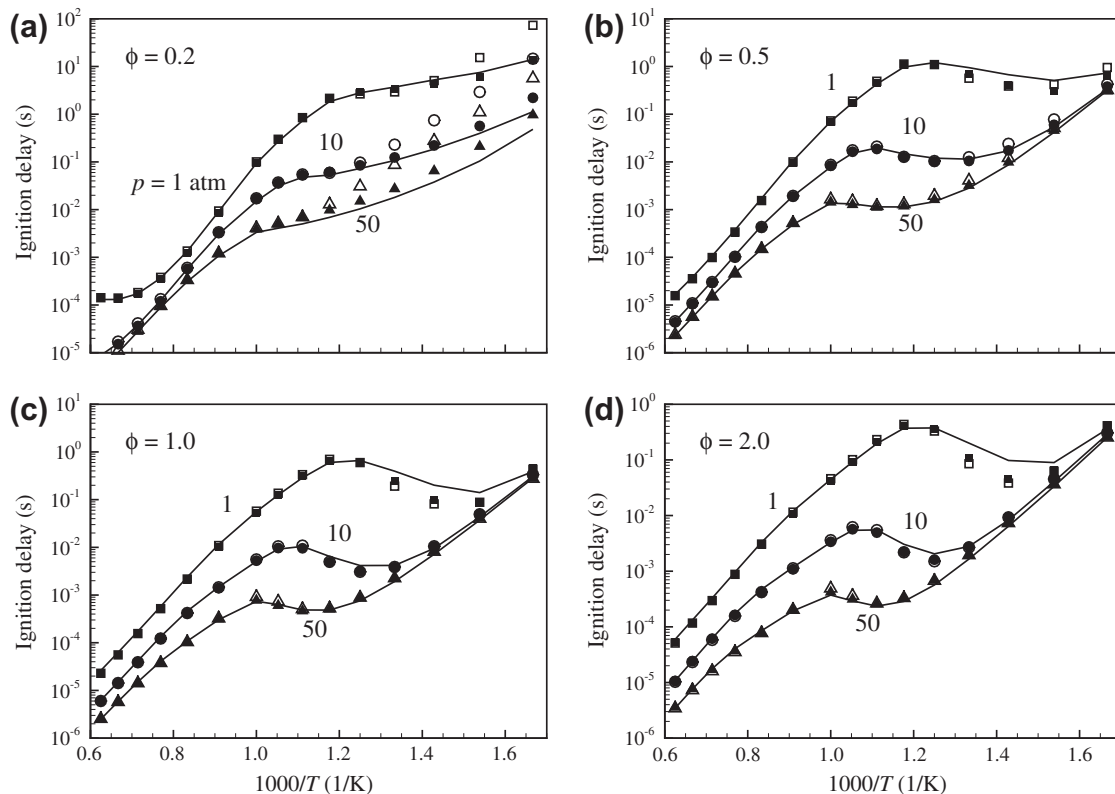 (a)
ϕ = 0.2
10
p = 1 atm
50
Ignition delay (s)
10^2
10^1
10^0
10^-1
10^-2
10^-3
10^-4
10^-5
(b)
ϕ = 0.5
1
10
50
Ignition delay (s)
10^1
10^0
10^-1
10^-2
10^-3
10^-4
10^-5
10^-6
(c)
ϕ = 1.0
1
10
50
Ignition delay (s)
10^1
10^0
10^-1
10^-2
10^-3
10^-4
10^-5
10^-6
0.6 0.8 1.0 1.2 1.4 1.6
1000/T (1/K)
(d)
ϕ = 2.0
1
10
50
Ignition delay (s)
10^1
10^0
10^-1
10^-2
10^-3
10^-4
10^-5
10^-6
0.6 0.8 1.0 1.2 1.4 1.6
1000/T (1/K)